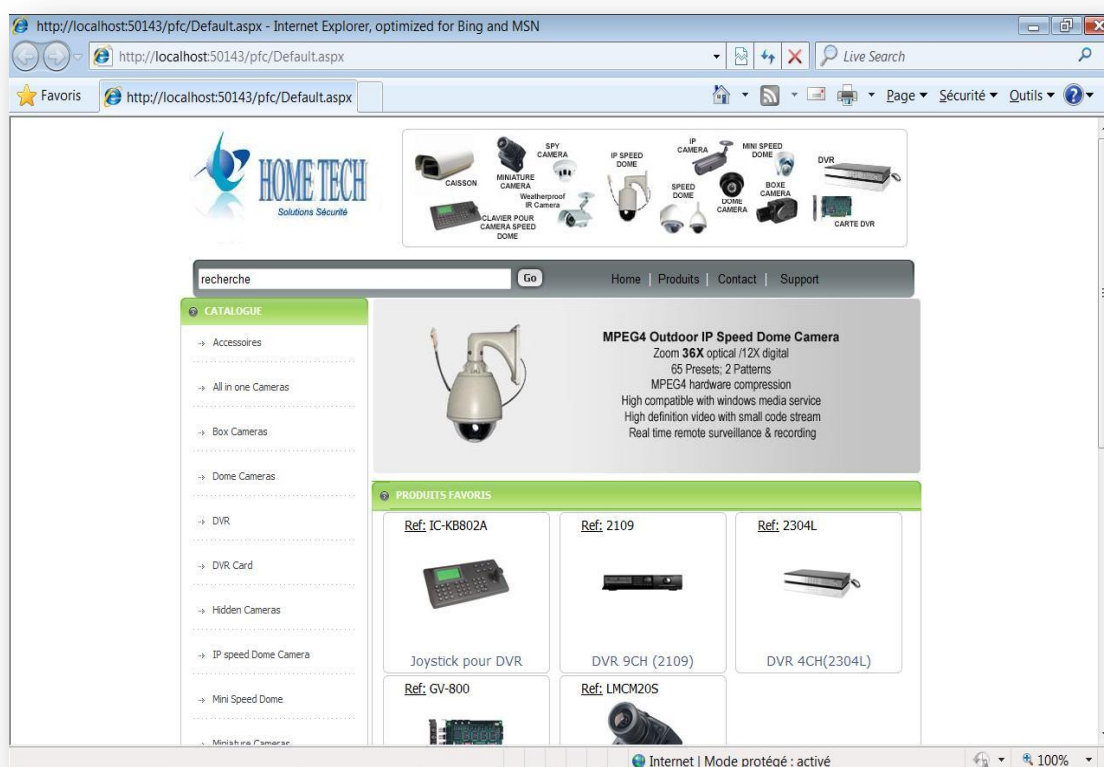 http://localhost:50143/pfc/Default.aspx - Internet Explorer, optimized for Bing and MSN
http://localhost:50143/pfc/Default.aspx
Live Search
Favoris
http://localhost:50143/pfc/Default.aspx
Page
Sécurité
Outils
HOME TECH
Solutions Sécurité
CAISSON
MINIATURE CAMERA
SPY CAMERA
Weatherproof IR Camera
CLAVIER POUR CAMERA SPEED DOME
IP SPEED DOME
IP CAMERA
SPEED DOME
DOME CAMERA
MINI SPEED DOME
BOXE CAMERA
DVR
CARTE DVR
recherche
Go
Home | Produits | Contact | Support
CATALOGUE
Accessoires
All in one Cameras
Box Cameras
Dome Cameras
DVR
DVR Card
Hidden Cameras
IP speed Dome Camera
Mini Speed Dome
Miniature Cameras
MPEG4 Outdoor IP Speed Dome Camera
Zoom 36X optical /12X digital
65 Presets; 2 Patterns
MPEG4 hardware compression
High compatible with windows media service
High definition video with small code stream
Real time remote surveillance & recording
PRODUITS FAVORIS
Ref: IC-KB802A
Joystick pour DVR
Ref: 2109
DVR 9CH (2109)
Ref: 2304L
DVR 4CH(2304L)
Ref: GV-800
Ref: LMCM20S
Internet | Mode protégé : activé
100%